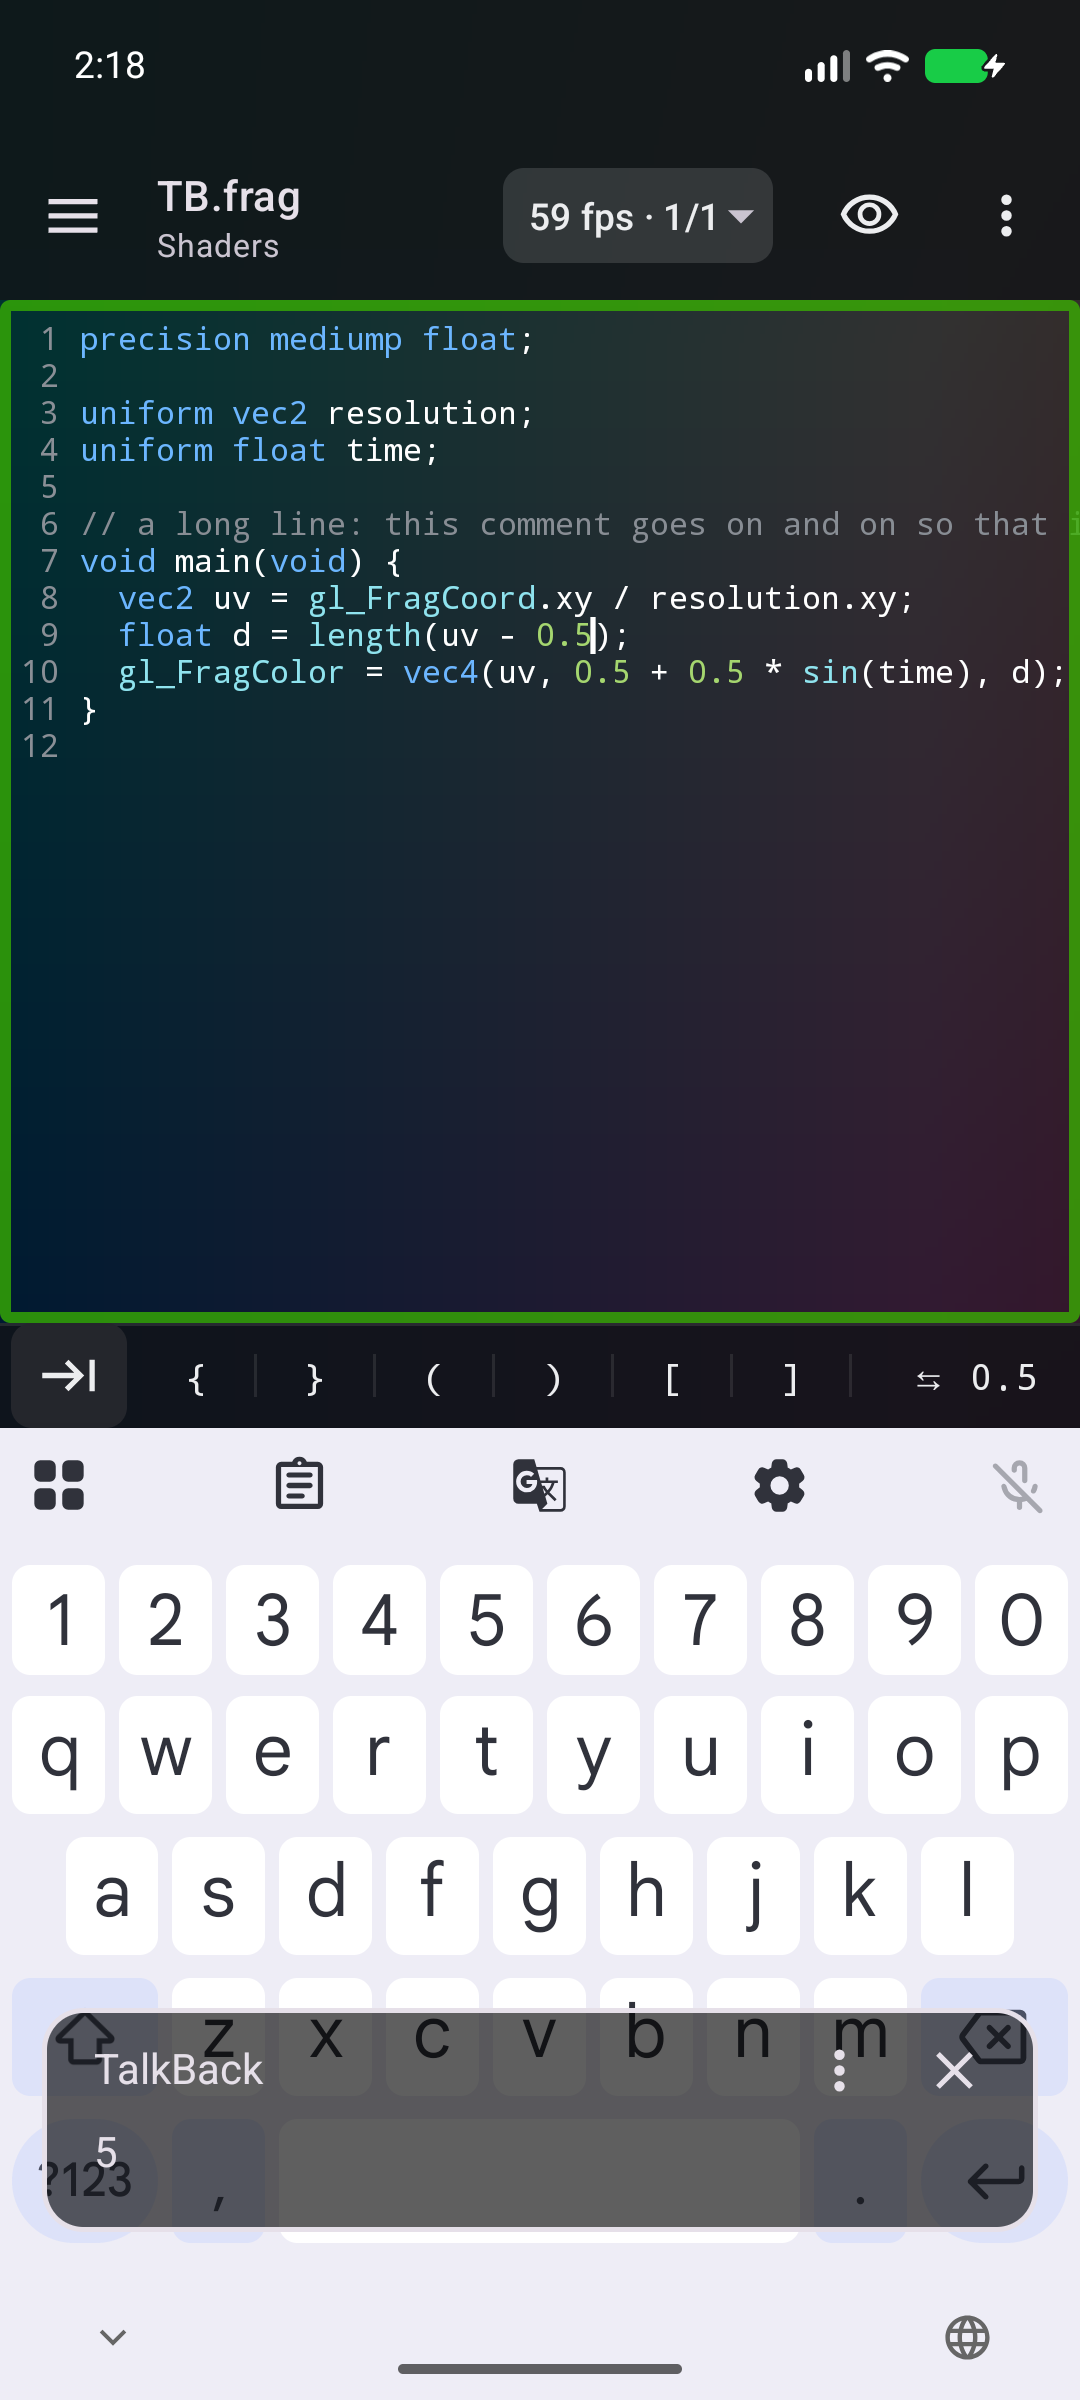 2:18
TB.frag
Shaders
59 fps · 1/1
1 precision mediump float;
2
3 uniform vec2 resolution;
4 uniform float time;
5
6 // a long line: this comment goes on and on so that i
7 void main(void) {
8   vec2 uv = gl_FragCoord.xy / resolution.xy;
9   float d = length(uv - 0.5);
10   gl_FragColor = vec4(uv, 0.5 + 0.5 * sin(time), d);
11 }
12
{ } ( ) [ ] ⇆ 0.5
G 文
1 2 3 4 5 6 7 8 9 0
q w e r t y u i o p
a s d f g h j k l
z x c v b n m
TalkBack
5
?123 , .